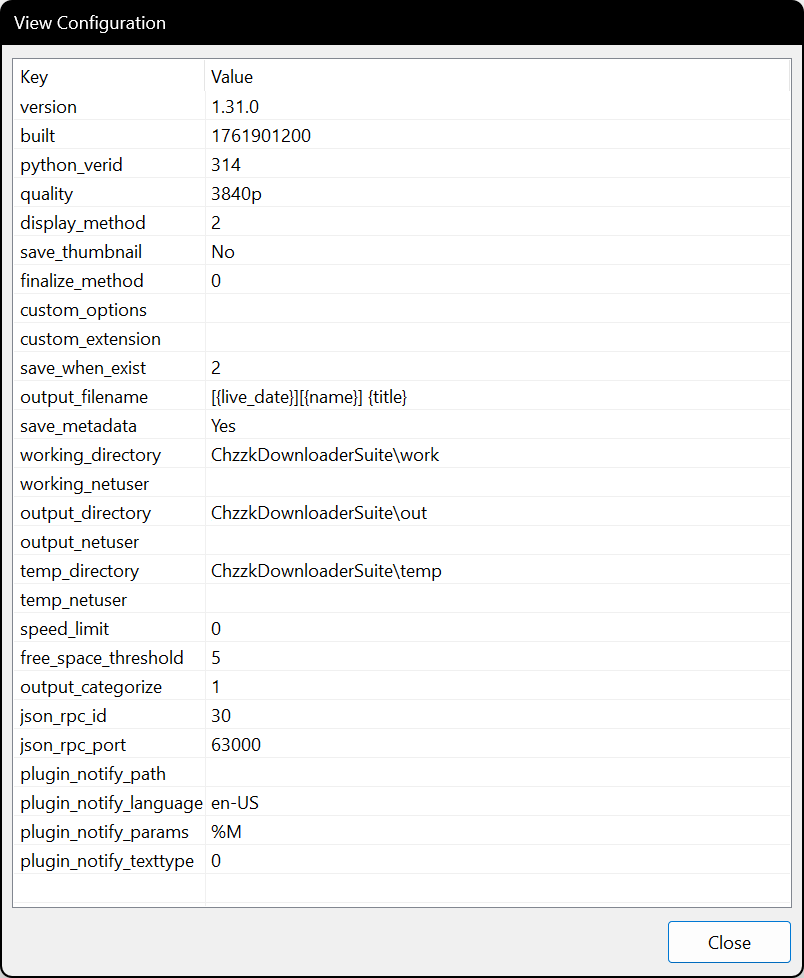 View Configuration
Key Value
version 1.31.0
built 1761901200
python_verid 314
quality 3840p
display_method 2
save_thumbnail No
finalize_method 0
custom_options
custom_extension
save_when_exist 2
output_filename [{live_date}][{name}] {title}
save_metadata Yes
working_directory ChzzkDownloaderSuite\work
working_netuser
output_directory ChzzkDownloaderSuite\out
output_netuser
temp_directory ChzzkDownloaderSuite\temp
temp_netuser
speed_limit 0
free_space_threshold 5
output_categorize 1
json_rpc_id 30
json_rpc_port 63000
plugin_notify_path
plugin_notify_language en-US
plugin_notify_params %M
plugin_notify_texttype 0
Close